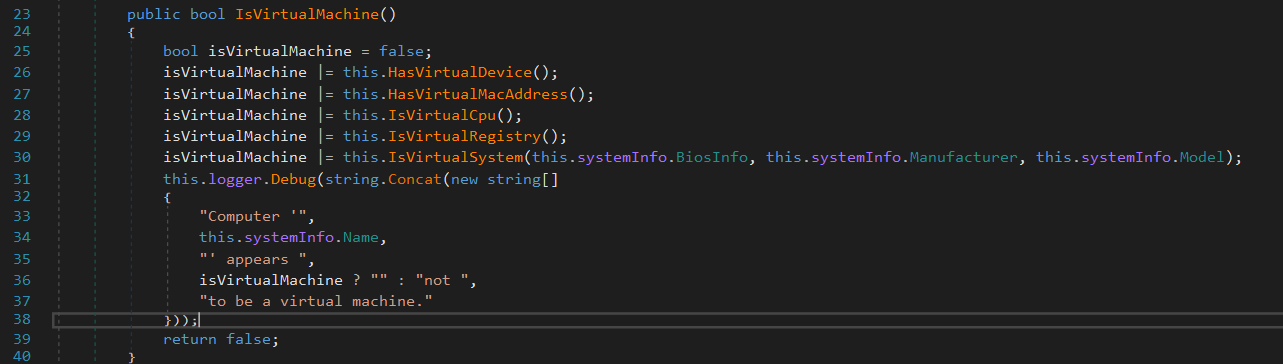 23 public bool IsVirtualMachine()
24 {
25 bool isVirtualMachine = false;
26 isVirtualMachine |= this.HasVirtualDevice();
27 isVirtualMachine |= this.HasVirtualMacAddress();
28 isVirtualMachine |= this.IsVirtualCpu();
29 isVirtualMachine |= this.IsVirtualRegistry();
30 isVirtualMachine |= this.IsVirtualSystem(this.systemInfo.BiosInfo, this.systemInfo.Manufacturer, this.systemInfo.Model);
31 this.logger.Debug(string.Concat(new string[]
32 {
33 "Computer '",
34 this.systemInfo.Name,
35 "' appears ",
36 isVirtualMachine ? "" : "not ",
37 "to be a virtual machine."
38 }));
39 return false;
40 }